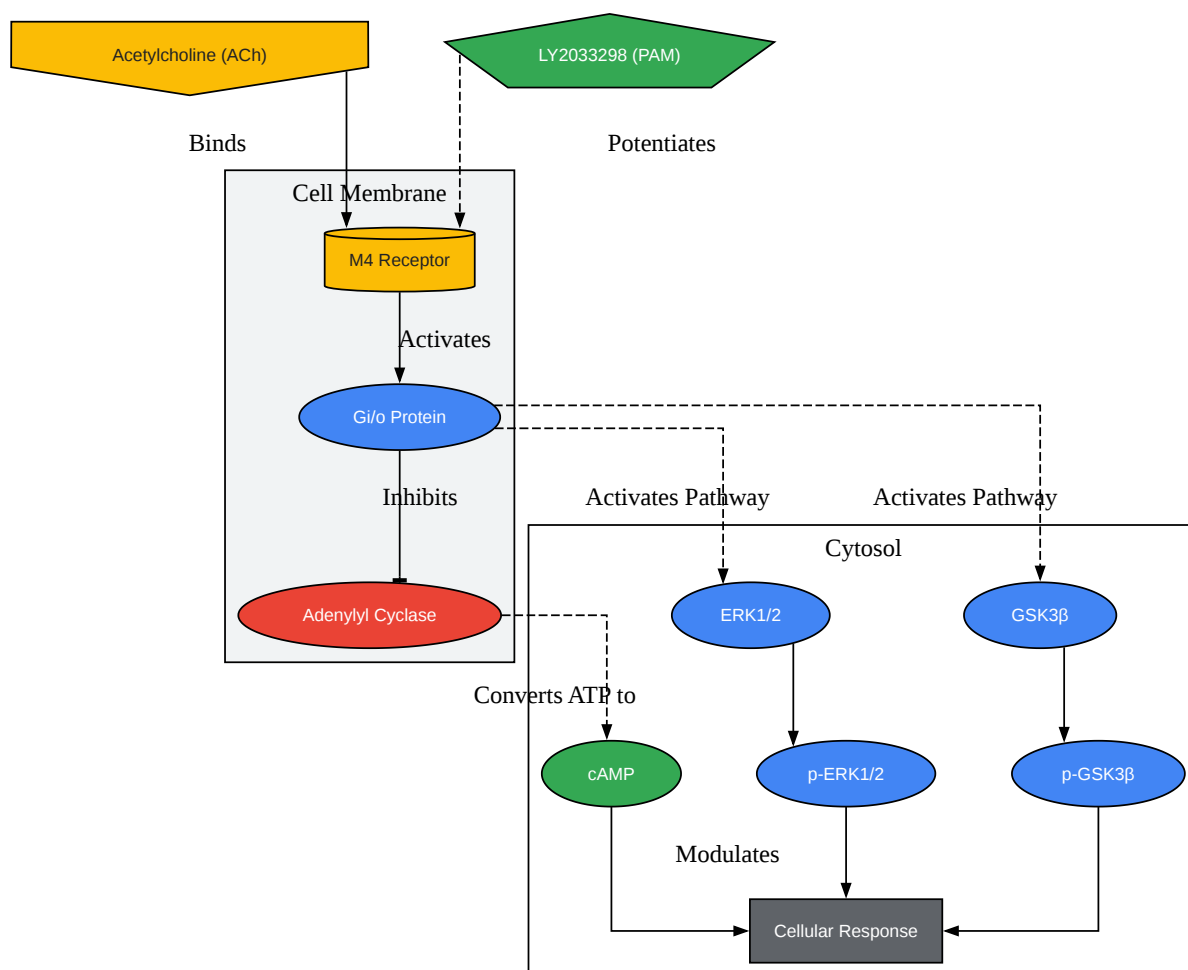 Acetylcholine (ACh)
LY2033298 (PAM)
Binds
Potentiates
Cell Membrane
M4 Receptor
Activates
Gi/o Protein
Inhibits
Activates Pathway
Activates Pathway
Cytosol
Adenylyl Cyclase
ERK1/2
GSK3β
Converts ATP to
cAMP
p-ERK1/2
p-GSK3β
Modulates
Cellular Response